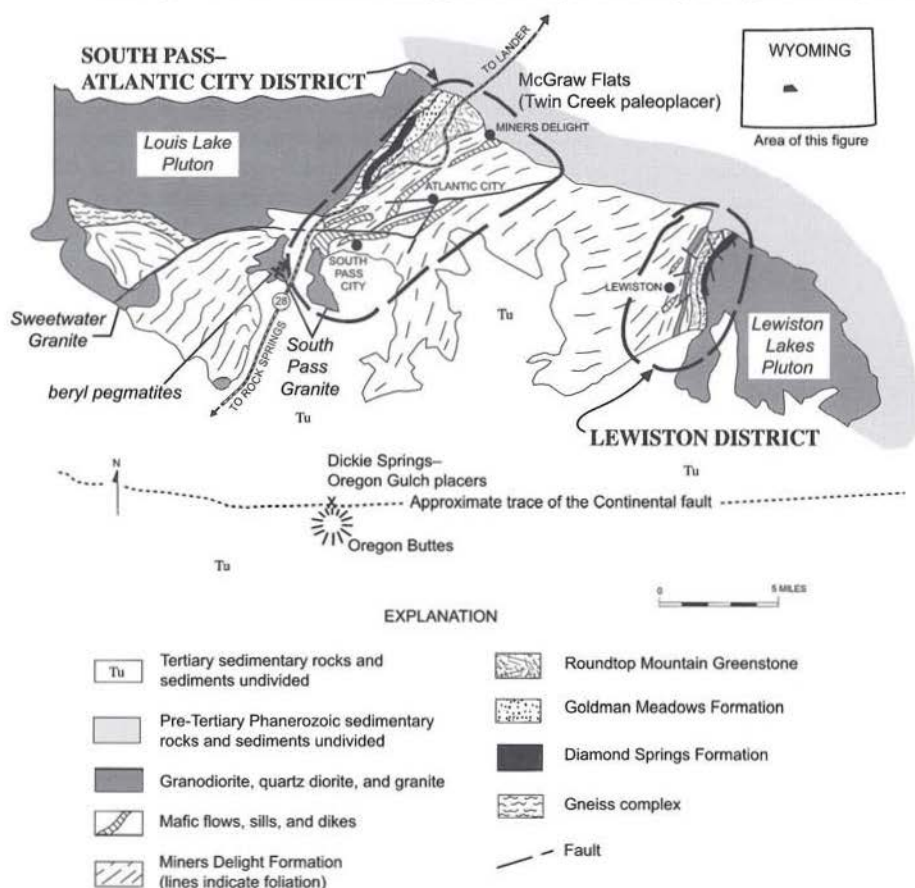 SOUTH PASS–
ATLANTIC CITY DISTRICT
TO LANDER
McGraw Flats
(Twin Creek paleoplacer)
WYOMING
Area of this figure
Louis Lake
Pluton
MINERS DELIGHT
ATLANTIC CITY
SOUTH PASS
CITY
LEWISTON
Tu
28
Sweetwater
Granite
beryl pegmatites
TO ROCK SPRINGS
South
Pass
Granite
Tu
Lewiston
Lakes
Pluton
LEWISTON DISTRICT
Tu
N
Dickie Springs–
Oregon Gulch placers
X
Approximate trace of the Continental fault
Oregon Buttes
Tu
0 5 MILES
EXPLANATION
Tu Tertiary sedimentary rocks and
sediments undivided
Pre-Tertiary Phanerozoic sedimentary
rocks and sediments undivided
Granodiorite, quartz diorite, and granite
Mafic flows, sills, and dikes
Miners Delight Formation
(lines indicate foliation)
Roundtop Mountain Greenstone
Goldman Meadows Formation
Diamond Springs Formation
Gneiss complex
Fault